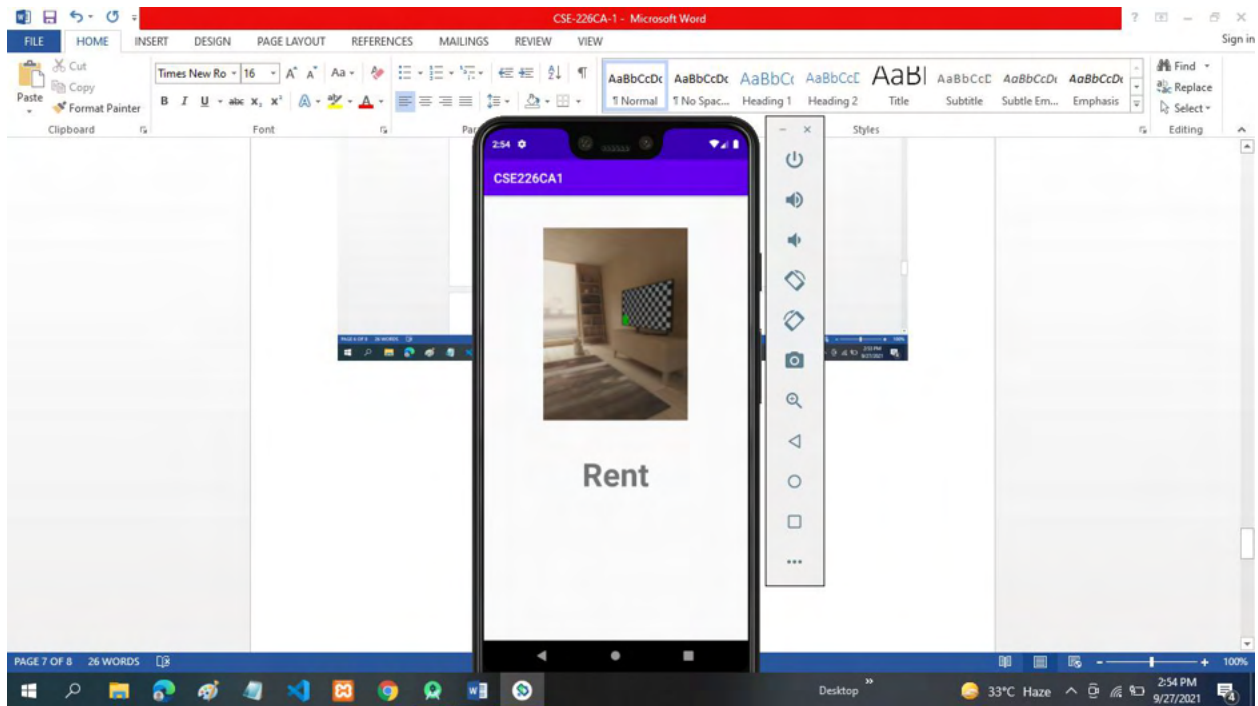 CSE-226CA-1 - Microsoft Word
FILE HOME INSERT DESIGN PAGE LAYOUT REFERENCES MAILINGS REVIEW VIEW Sign in
Cut
Copy
Paste
Format Painter
Times New Ro 16
AaBbCcDc AaBbCcDc AaBbCc AaBbCcC AaBl AaBbCcC AaBbCcDc AaBbCcDc
¶ Normal ¶ No Spac... Heading 1 Heading 2 Title Subtitle Subtle Em... Emphasis
Find
Replace
Select
Clipboard Font Styles Editing
2:54
CSE226CA1
Rent
PAGE 7 OF 8 26 WORDS 100%
Desktop 33°C Haze 2:54 PM
9/27/2021